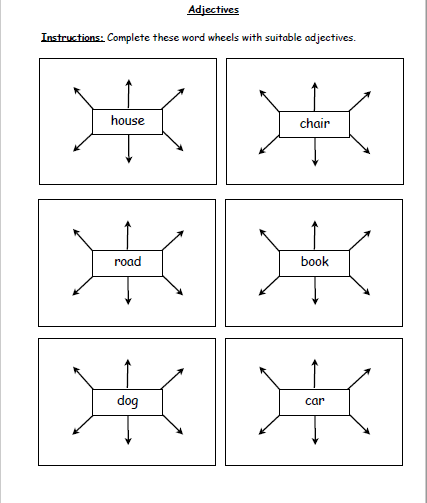 Adjectives
Instructions: Complete these word wheels with suitable adjectives.
house
chair
road
book
dog
car